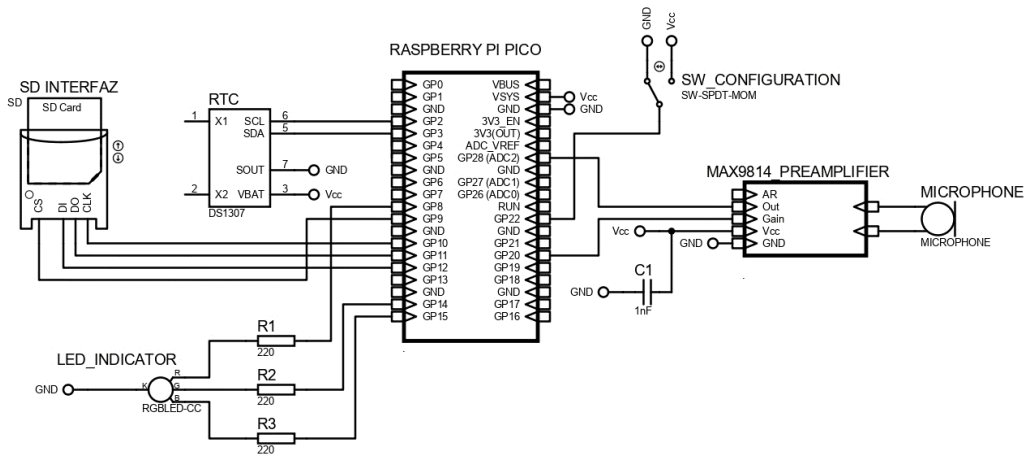 RASPBERRY PI PICO
GND
Vcc
SW_CONFIGURATION
SW-SPDT-MOM
SD INTERFAZ
SD
SD Card
CS
DI
DO
CLK
RTC
1
X1
SCL
6
SDA
5
SOUT
7
GND
2
X2
VBAT
3
Vcc
DS1307
GP0
GP1
GND
GP2
GP3
GP4
GP5
GND
GP6
GP7
GP8
GP9
GND
GP10
GP11
GP12
GP13
GND
GP14
GP15
VBUS
VSYS
GND
3V3_EN
3V3(OUT)
ADC_VREF
GP28 (ADC2)
GND
GP27 (ADC1)
GP26 (ADC0)
RUN
GP22
GND
GP21
GP20
GP19
GP18
GND
GP17
GP16
Vcc
GND
MAX9814_PREAMPLIFIER
AR
Out
Gain
Vcc
GND
Vcc
GND
MICROPHONE
MICROPHONE
C1
GND
1nF
LED_INDICATOR
GND
K
R
G
B
RGBLED-CC
R1
220
R2
220
R3
220